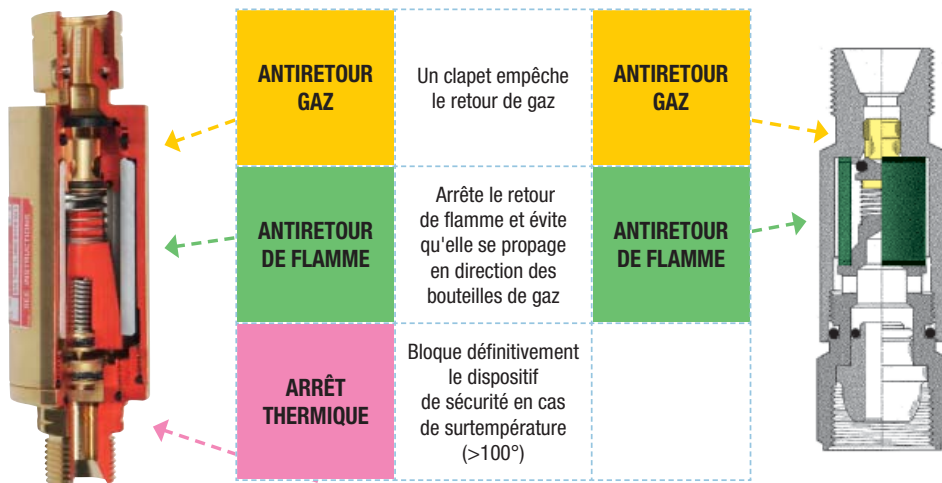 ANTIRETOUR
GAZ
Un clapet empêche
le retour de gaz
ANTIRETOUR
GAZ
ANTIRETOUR
DE FLAMME
Arrête le retour
de flamme et évite
qu'elle se propage
en direction des
bouteilles de gaz
ANTIRETOUR
DE FLAMME
ARRÊT
THERMIQUE
Bloque définitivement
le dispositif
de sécurité en cas
de surtempérature
(>100°)
SEE INSTRUCTIONS